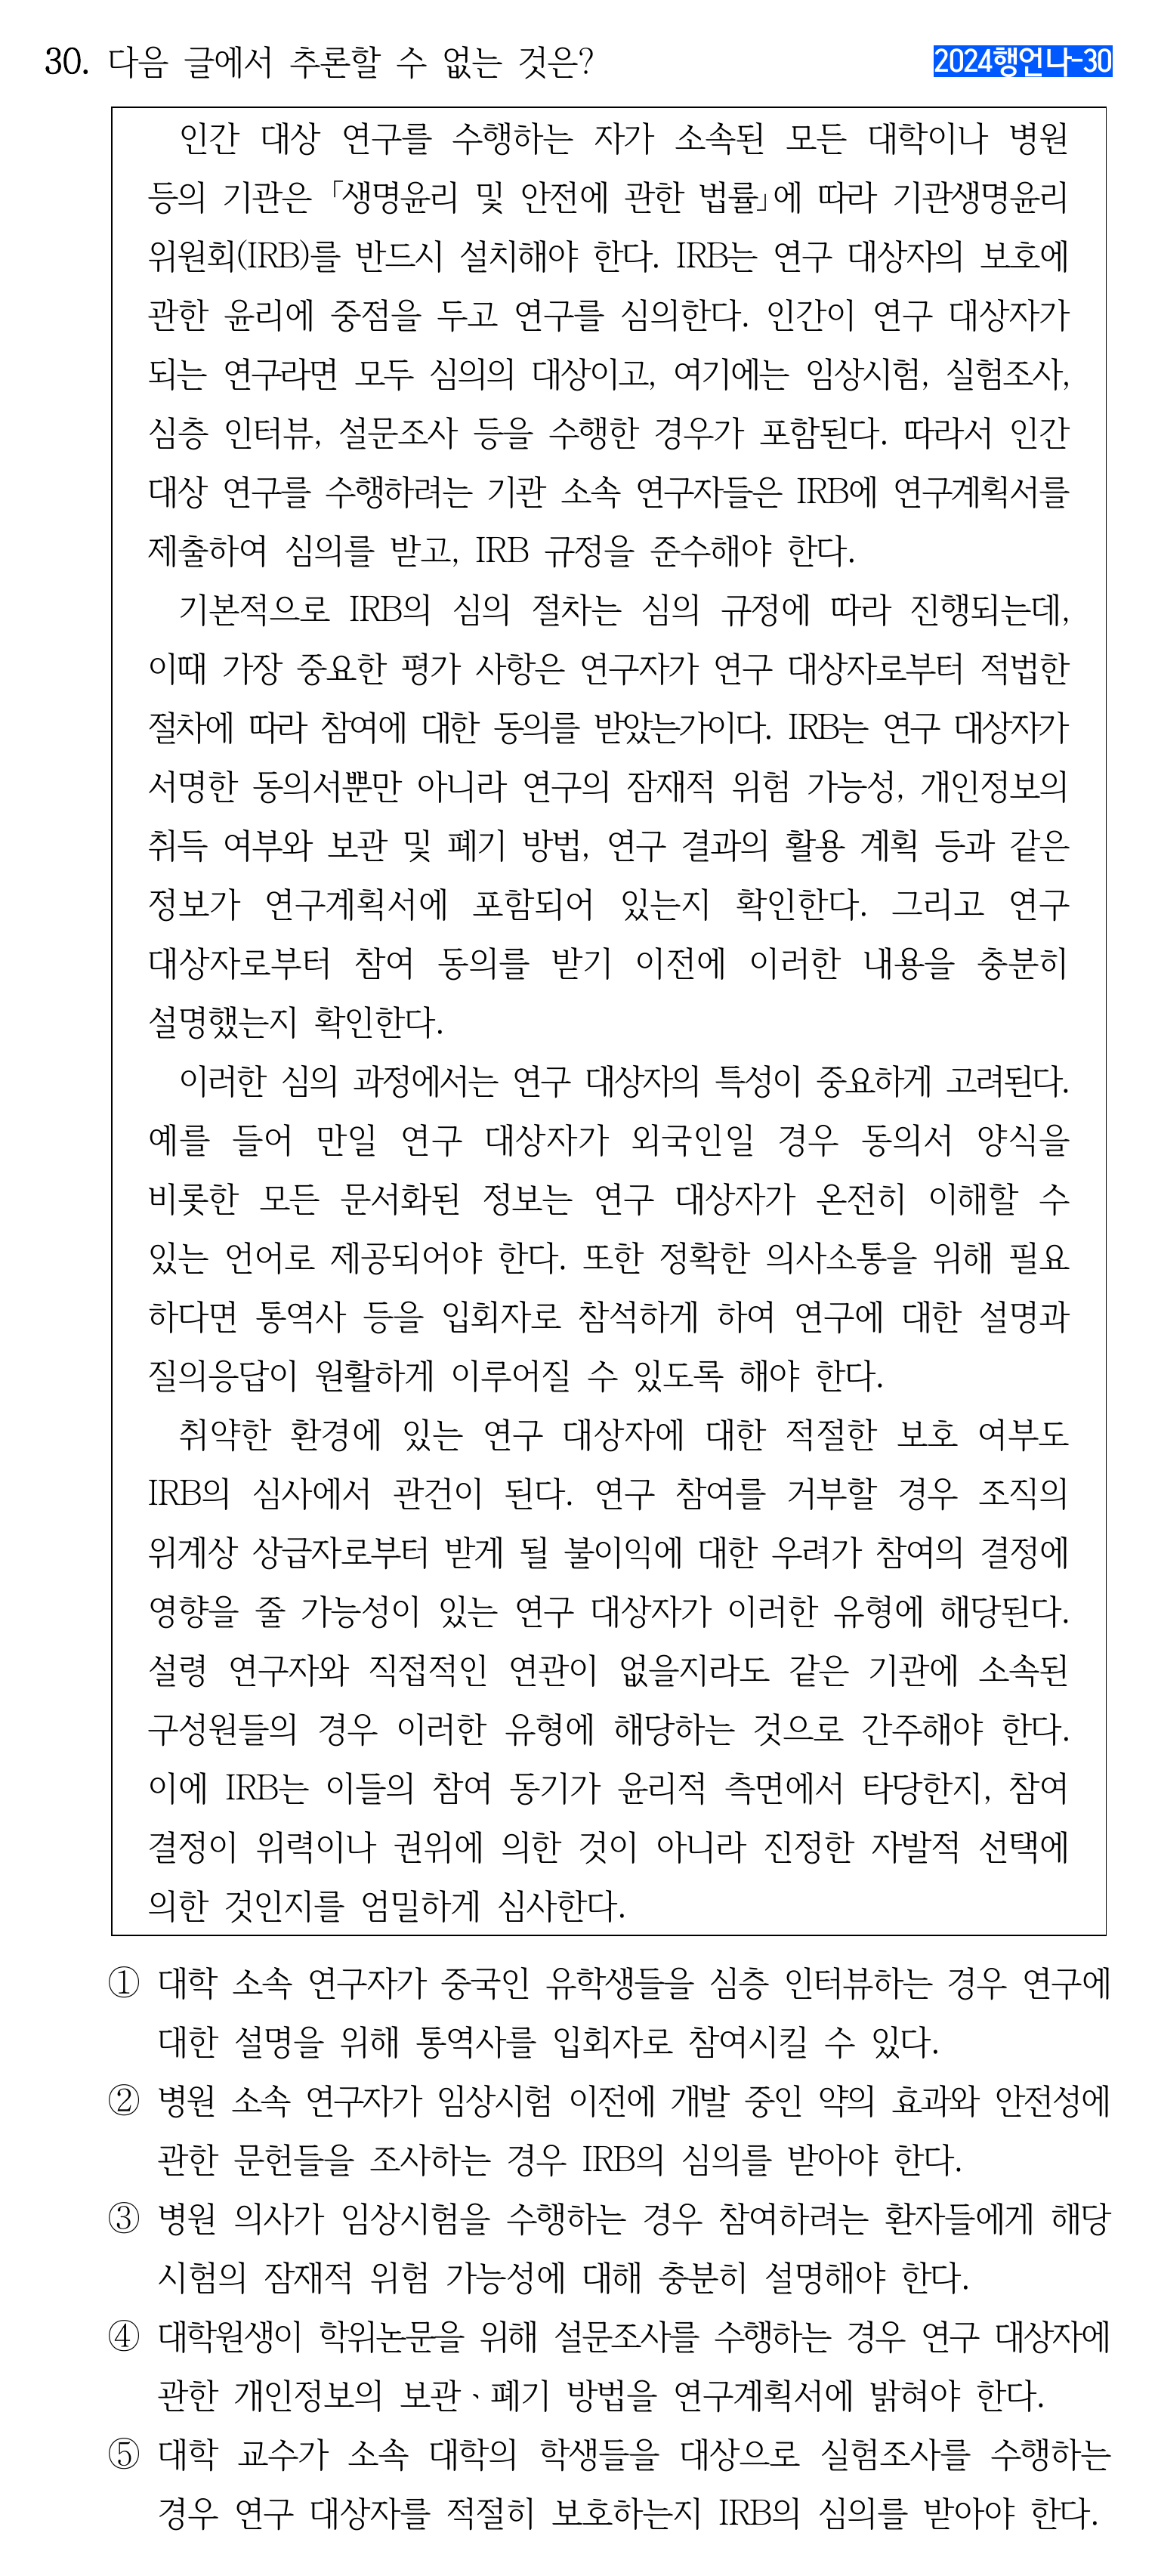 30. 다음 글에서 추론할 수 없는 것은?
2024행언나-30
인간 대상 연구를 수행하는 자가 소속된 모든 대학이나 병원
등의 기관은 「생명윤리 및 안전에 관한 법률」에 따라 기관생명윤리
위원회(IRB)를 반드시 설치해야 한다. IRB는 연구 대상자의 보호에
관한 윤리에 중점을 두고 연구를 심의한다. 인간이 연구 대상자가
되는 연구라면 모두 심의의 대상이고, 여기에는 임상시험, 실험조사,
심층 인터뷰, 설문조사 등을 수행한 경우가 포함된다. 따라서 인간
대상 연구를 수행하려는 기관 소속 연구자들은 IRB에 연구계획서를
제출하여 심의를 받고, IRB 규정을 준수해야 한다.
기본적으로 IRB의 심의 절차는 심의 규정에 따라 진행되는데,
이때 가장 중요한 평가 사항은 연구자가 연구 대상자로부터 적법한
절차에 따라 참여에 대한 동의를 받았는가이다. IRB는 연구 대상자가
서명한 동의서뿐만 아니라 연구의 잠재적 위험 가능성, 개인정보의
취득 여부와 보관 및 폐기 방법, 연구 결과의 활용 계획 등과 같은
정보가 연구계획서에 포함되어 있는지 확인한다. 그리고 연구
대상자로부터 참여 동의를 받기 이전에 이러한 내용을 충분히
설명했는지 확인한다.
이러한 심의 과정에서는 연구 대상자의 특성이 중요하게 고려된다.
예를 들어 만일 연구 대상자가 외국인일 경우 동의서 양식을
비롯한 모든 문서화된 정보는 연구 대상자가 온전히 이해할 수
있는 언어로 제공되어야 한다. 또한 정확한 의사소통을 위해 필요
하다면 통역사 등을 입회자로 참석하게 하여 연구에 대한 설명과
질의응답이 원활하게 이루어질 수 있도록 해야 한다.
취약한 환경에 있는 연구 대상자에 대한 적절한 보호 여부도
IRB의 심사에서 관건이 된다. 연구 참여를 거부할 경우 조직의
위계상 상급자로부터 받게 될 불이익에 대한 우려가 참여의 결정에
영향을 줄 가능성이 있는 연구 대상자가 이러한 유형에 해당된다.
설령 연구자와 직접적인 연관이 없을지라도 같은 기관에 소속된
구성원들의 경우 이러한 유형에 해당하는 것으로 간주해야 한다.
이에 IRB는 이들의 참여 동기가 윤리적 측면에서 타당한지, 참여
결정이 위력이나 권위에 의한 것이 아니라 진정한 자발적 선택에
의한 것인지를 엄밀하게 심사한다.
① 대학 소속 연구자가 중국인 유학생들을 심층 인터뷰하는 경우 연구에
대한 설명을 위해 통역사를 입회자로 참여시킬 수 있다.
② 병원 소속 연구자가 임상시험 이전에 개발 중인 약의 효과와 안전성에
관한 문헌들을 조사하는 경우 IRB의 심의를 받아야 한다.
③ 병원 의사가 임상시험을 수행하는 경우 참여하려는 환자들에게 해당
시험의 잠재적 위험 가능성에 대해 충분히 설명해야 한다.
④ 대학원생이 학위논문을 위해 설문조사를 수행하는 경우 연구 대상자에
관한 개인정보의 보관ㆍ폐기 방법을 연구계획서에 밝혀야 한다.
⑤ 대학 교수가 소속 대학의 학생들을 대상으로 실험조사를 수행하는
경우 연구 대상자를 적절히 보호하는지 IRB의 심의를 받아야 한다.